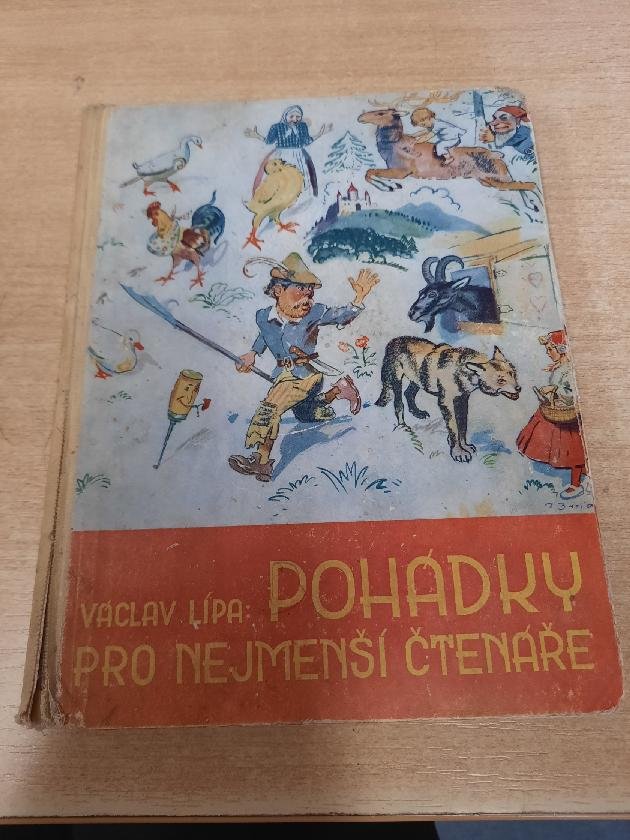 VÁCLAV LÍPA: POHÁDKY
PRO NEJMENŠÍ ČTENÁŘE